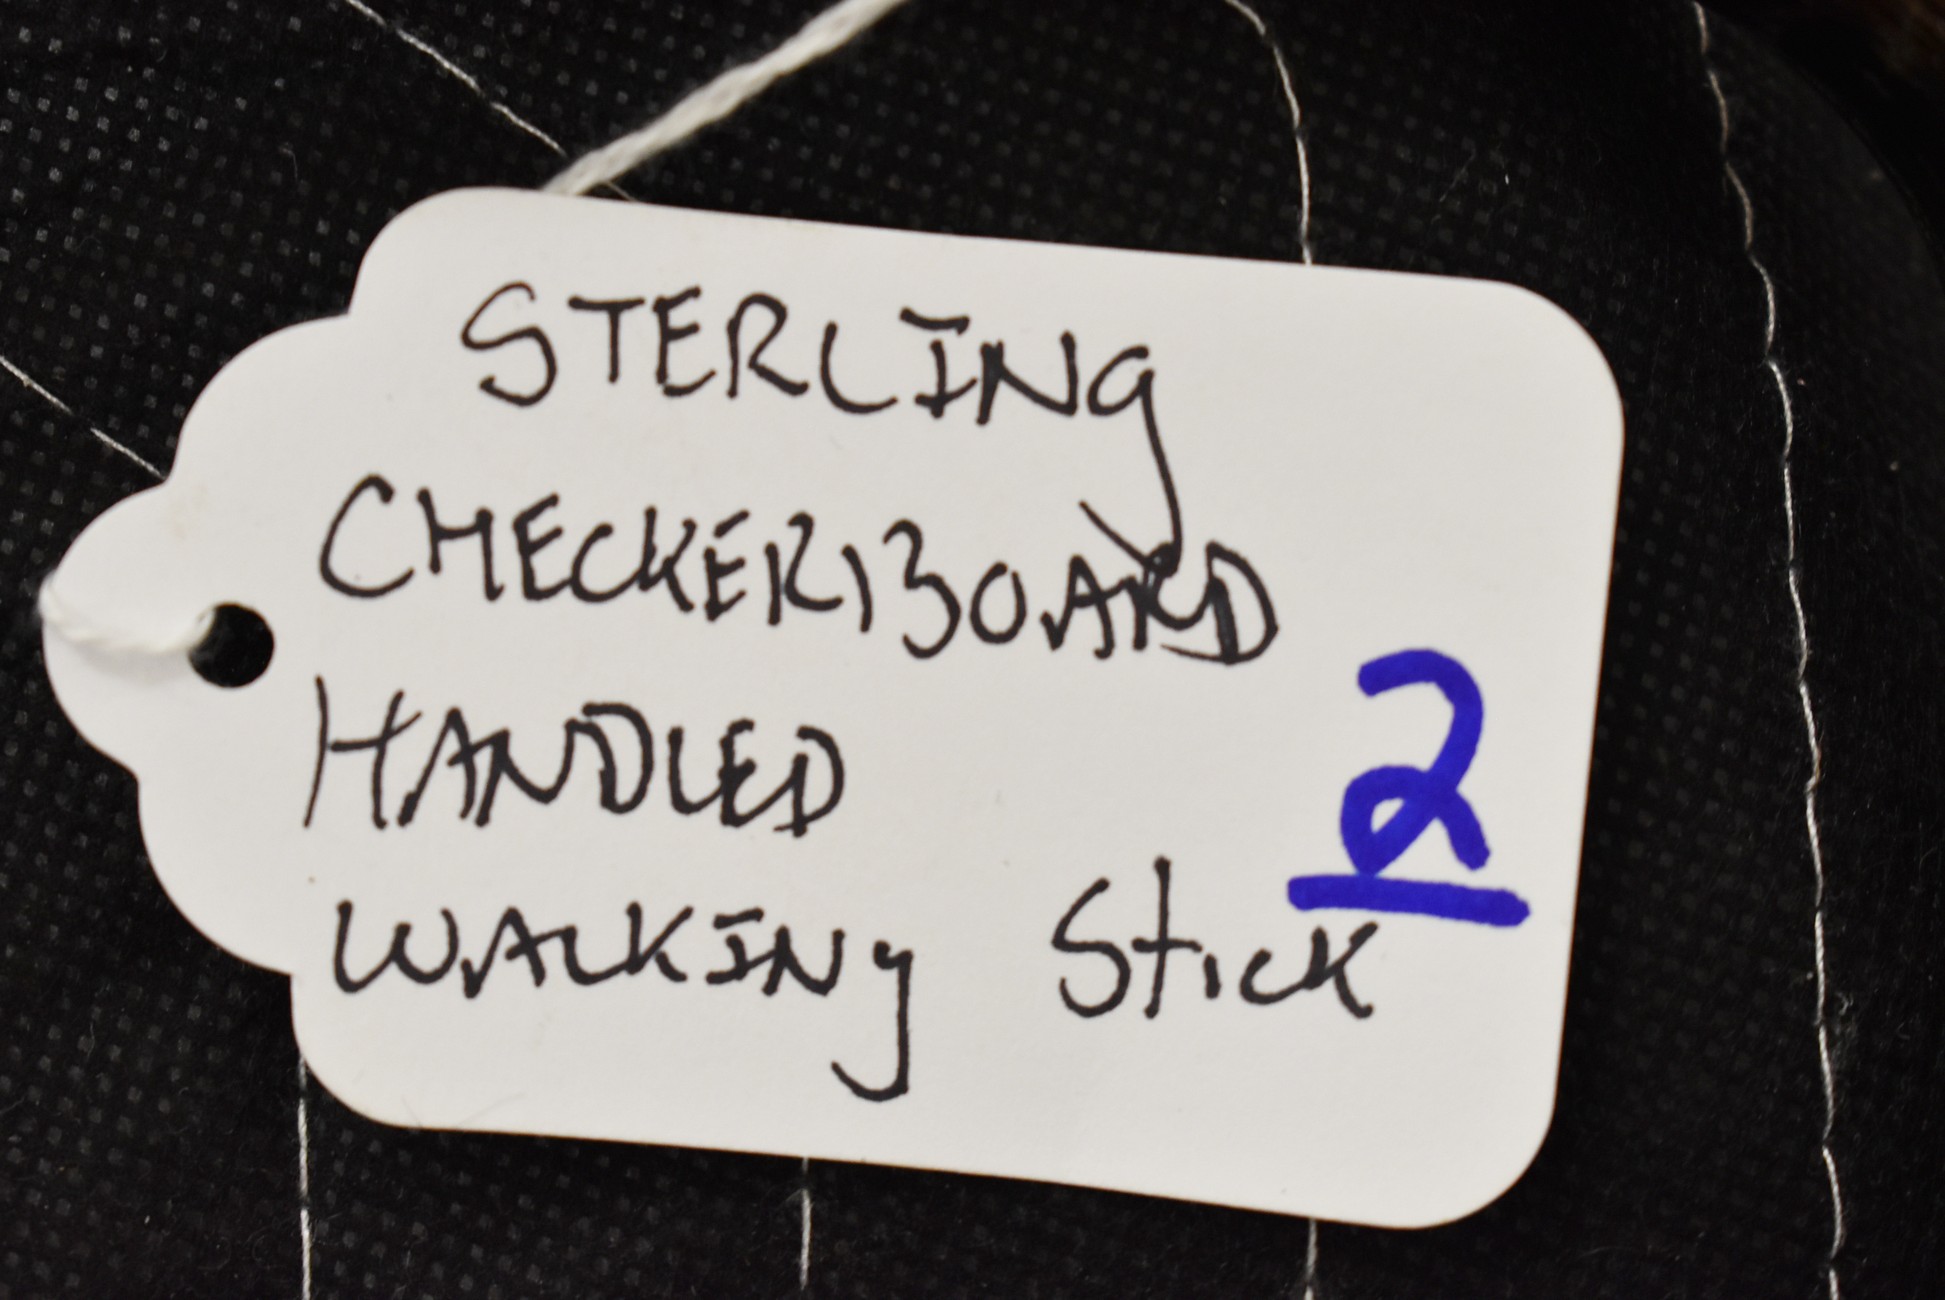 STERLING
CHECKERBOARD
HANDLED
2
WALKING Stick